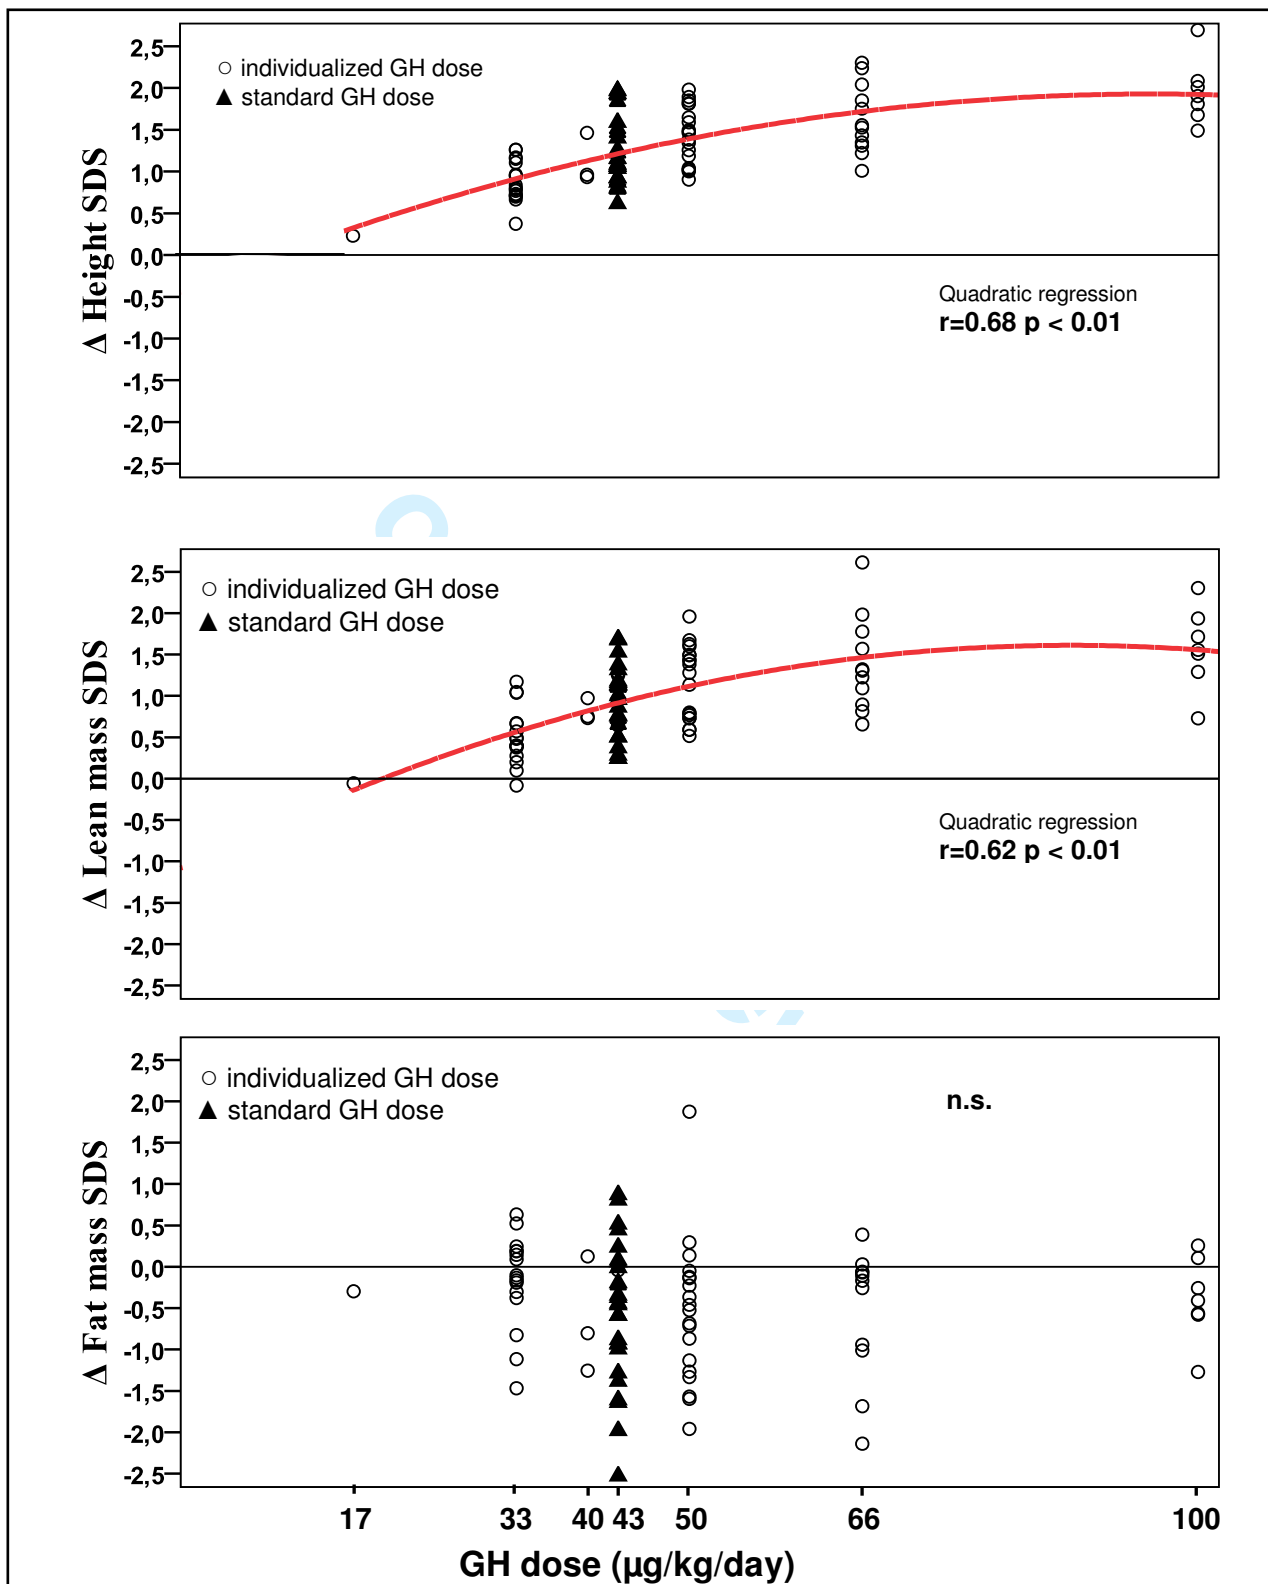 2,5
2,0
1,5
1,0
0,5
0,0
-0,5
-1,0
-1,5
-2,0
-2,5
Δ Height SDS
individualized GH dose
standard GH dose
Quadratic regression
r=0.68 p < 0.01
2,5
2,0
1,5
1,0
0,5
0,0
-0,5
-1,0
-1,5
-2,0
-2,5
Δ Lean mass SDS
individualized GH dose
standard GH dose
Quadratic regression
r=0.62 p < 0.01
2,5
2,0
1,5
1,0
0,5
0,0
-0,5
-1,0
-1,5
-2,0
-2,5
Δ Fat mass SDS
individualized GH dose
standard GH dose
n.s.
17 33 40 43 50 66 100
GH dose (µg/kg/day)